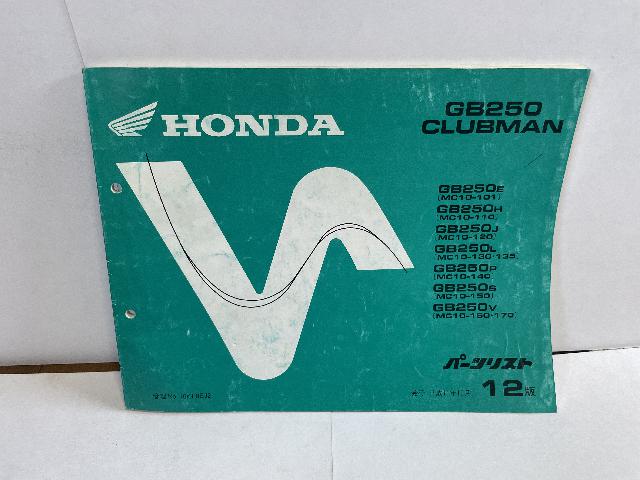 HONDA
GB250
CLUBMAN
GB250E
(MC10-101)
GB250H
(MC10-110)
GB250J
(MC10-120)
GB250L
(MC10-130·135)
GB250P
(MC10-140)
GB250S
(MC10-150)
GB250V
(MC10-160·170)
パーツリスト
12版